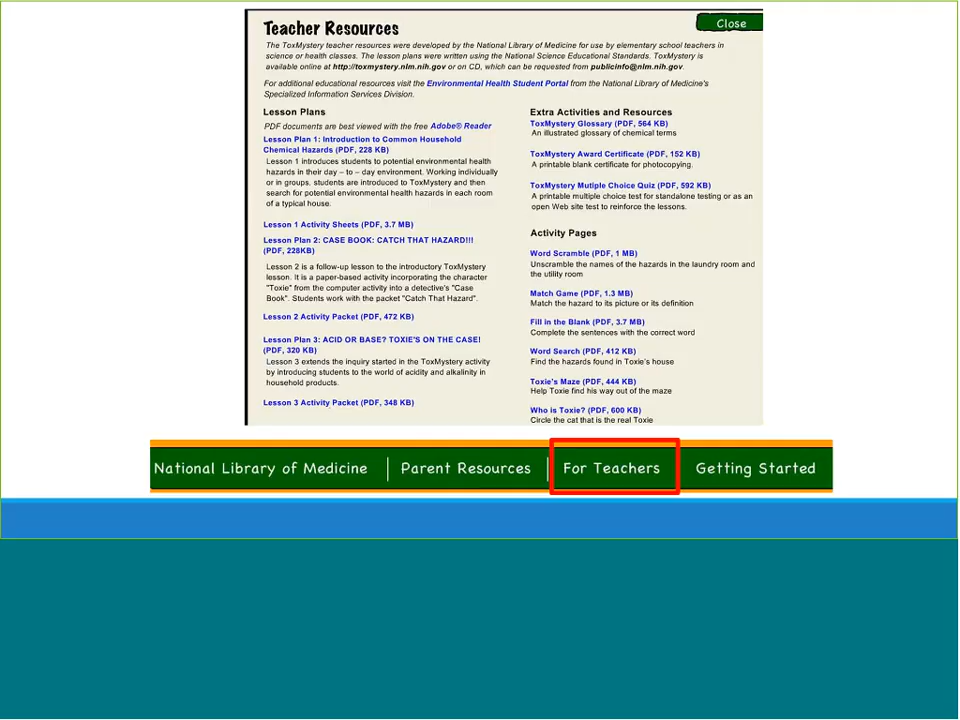 Teacher Resources
Close
The ToxMystery teacher resources were developed by the National Library of Medicine for use by elementary school teachers in
science or health classes. The lesson plans were written using the National Science Educational Standards. ToxMystery is
available online at http://toxmystery.nlm.nih.gov or on CD, which can be requested from publicinfo@nlm.nih.gov.
For additional educational resources visit the Environmental Health Student Portal from the National Library of Medicine's
Specialized Information Services Division.
Lesson Plans
PDF documents are best viewed with the free Adobe® Reader
Lesson Plan 1: Introduction to Common Household
Chemical Hazards (PDF, 228 KB)
Lesson 1 introduces students to potential environmental health
hazards in their day – to – day environment. Working individually
or in groups. students are introduced to ToxMystery and then
search for potential environmental health hazards in each room
of a typical house.
Lesson 1 Activity Sheets (PDF, 3.7 MB)
Lesson Plan 2: CASE BOOK: CATCH THAT HAZARD!!!
(PDF, 228KB)
Lesson 2 is a follow-up lesson to the introductory ToxMystery
lesson. It is a paper-based activity incorporating the character
"Toxie" from the computer activity into a detective's "Case
Book". Students work with the packet "Catch That Hazard".
Lesson 2 Activity Packet (PDF, 472 KB)
Lesson Plan 3: ACID OR BASE? TOXIE'S ON THE CASE!
(PDF, 320 KB)
Lesson 3 extends the inquiry started in the ToxMystery activity
by introducing students to the world of acidity and alkalinity in
household products.
Lesson 3 Activity Packet (PDF, 348 KB)
Extra Activities and Resources
ToxMystery Glossary (PDF, 564 KB)
An illustrated glossary of chemical terms
ToxMystery Award Certificate (PDF, 152 KB)
A printable blank certificate for photocopying.
ToxMystery Mutiple Choice Quiz (PDF, 592 KB)
A printable multiple choice test for standalone testing or as an
open Web site test to reinforce the lessons.
Activity Pages
Word Scramble (PDF, 1 MB)
Unscramble the names of the hazards in the laundry room and
the utility room
Match Game (PDF, 1.3 MB)
Match the hazard to its picture or its definition
Fill in the Blank (PDF, 3.7 MB)
Complete the sentences with the correct word
Word Search (PDF, 412 KB)
Find the hazards found in Toxie's house
Toxie's Maze (PDF, 444 KB)
Help Toxie find his way out of the maze
Who is Toxie? (PDF, 600 KB)
Circle the cat that is the real Toxie
National Library of Medicine
Parent Resources
For Teachers
Getting Started